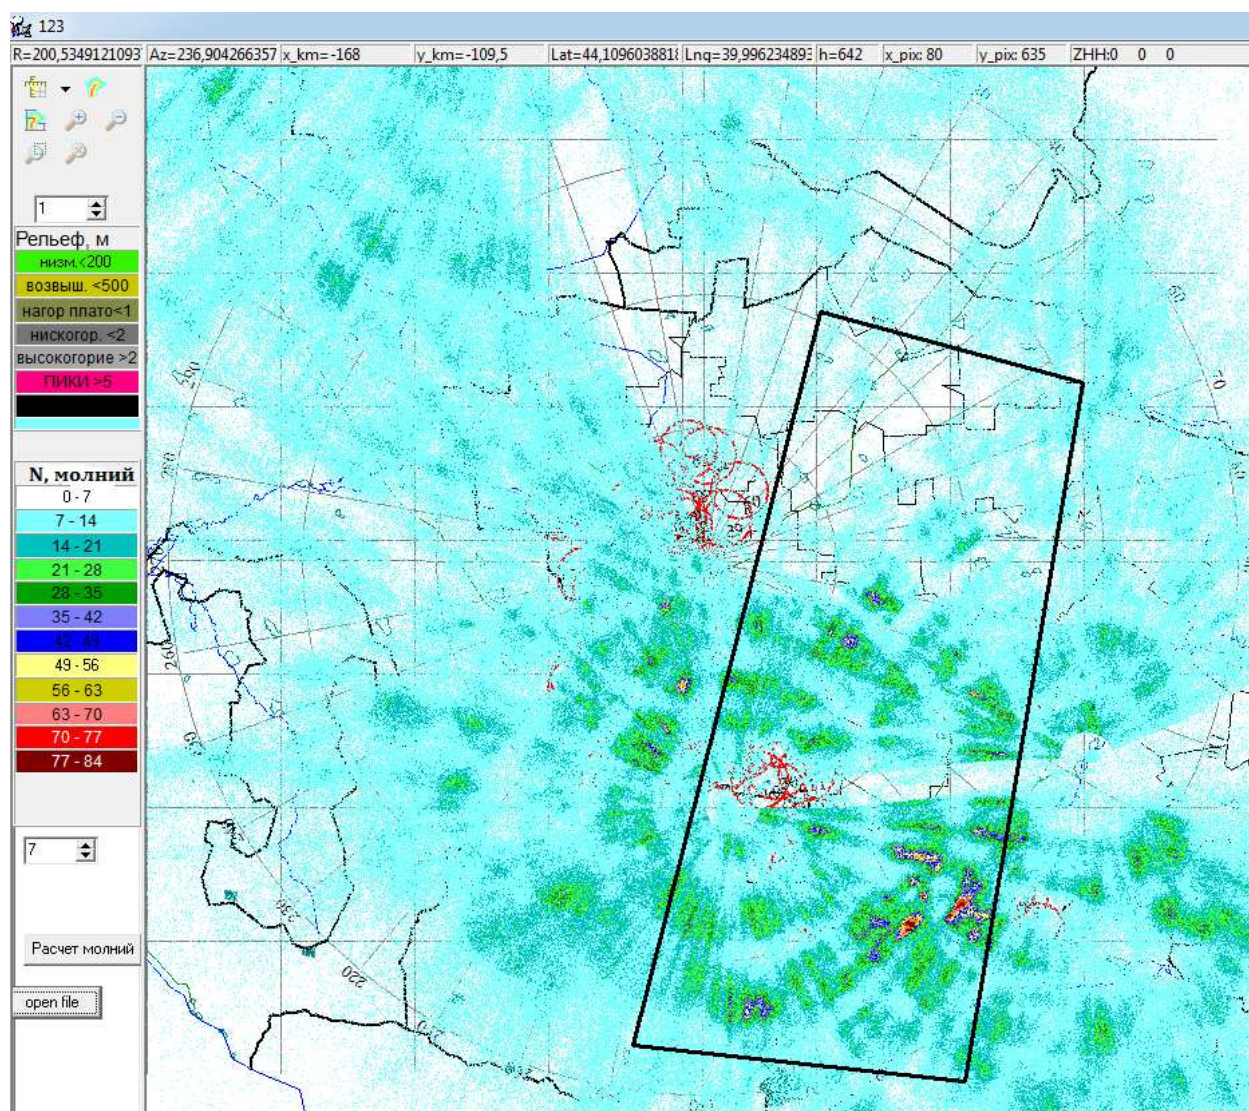 123
R=200,5349121093 Az=236,904266357 x_km=-168 y_km=-109,5 Lat=44,1096038818 Lnq=39,996234893 h=642 x_pix: 80 y_pix: 635 ZHH:0 0 0
1
Рельеф, м
низм.<200
возвыш. <500
нагор плато<1
нискогор. <2
высокогорие >2
ПИКИ >5
N, молний
0 - 7
7 - 14
14 - 21
21 - 28
28 - 35
35 - 42
42 - 49
49 - 56
56 - 63
63 - 70
70 - 77
77 - 84
7
Расчет молний
open file
290
70
260
220